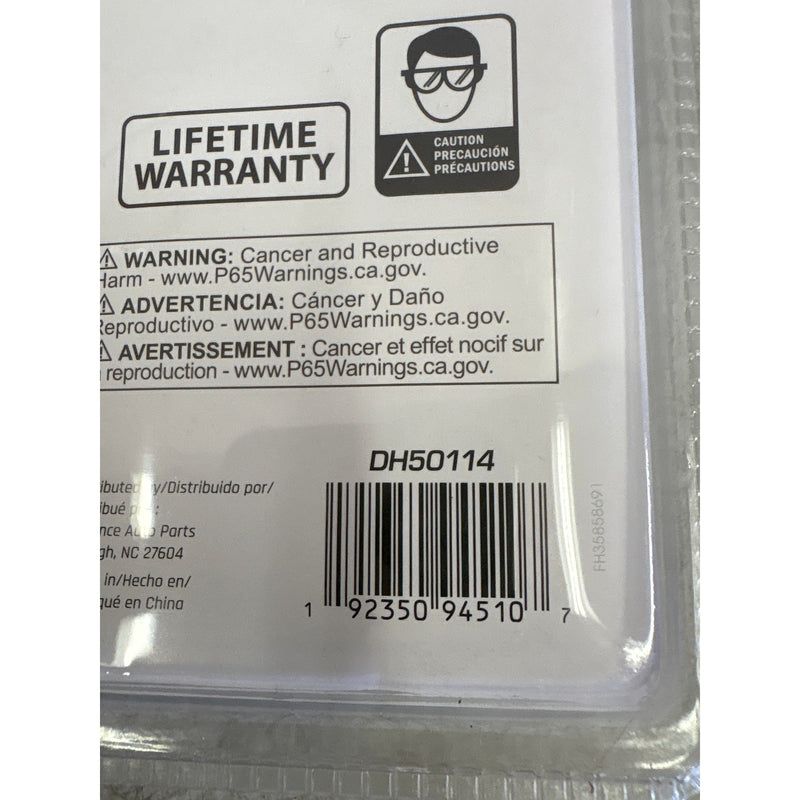 LIFETIME
WARRANTY
CAUTION
PRECAUCIÓN
PRÉCAUTIONS
⚠ WARNING: Cancer and Reproductive
Harm - www.P65Warnings.ca.gov.
⚠ ADVERTENCIA: Cáncer y Daño
Reproductivo - www.P65Warnings.ca.gov.
⚠ AVERTISSEMENT : Cancer et effet nocif sur
reproduction - www.P65Warnings.ca.gov.
DH50114
/Distribuido por/
:
Parts
NC 27604
in/Hecho en/
en China
1 92350 94510 7
FH35858691